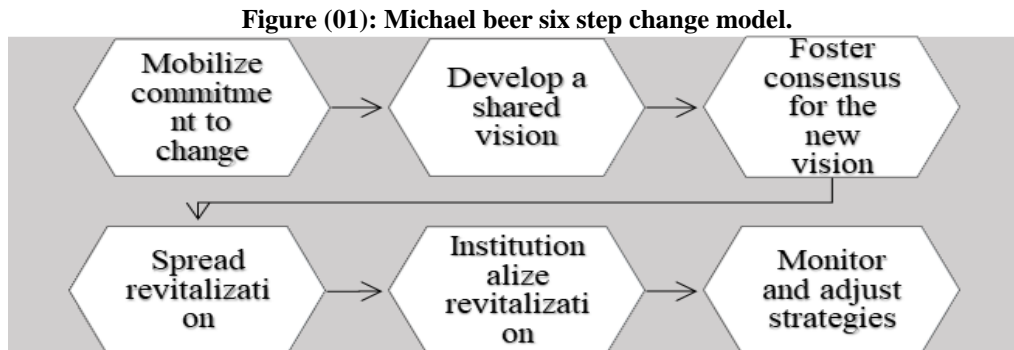 Figure (01): Michael beer six step change model.
Mobilize
commitme
nt to
change
Develop a
shared
vision
Foster
consensus
for the
new
vision
Spread
revitalizati
on
Institution
alize
revitalizati
on
Monitor
and adjust
strategies